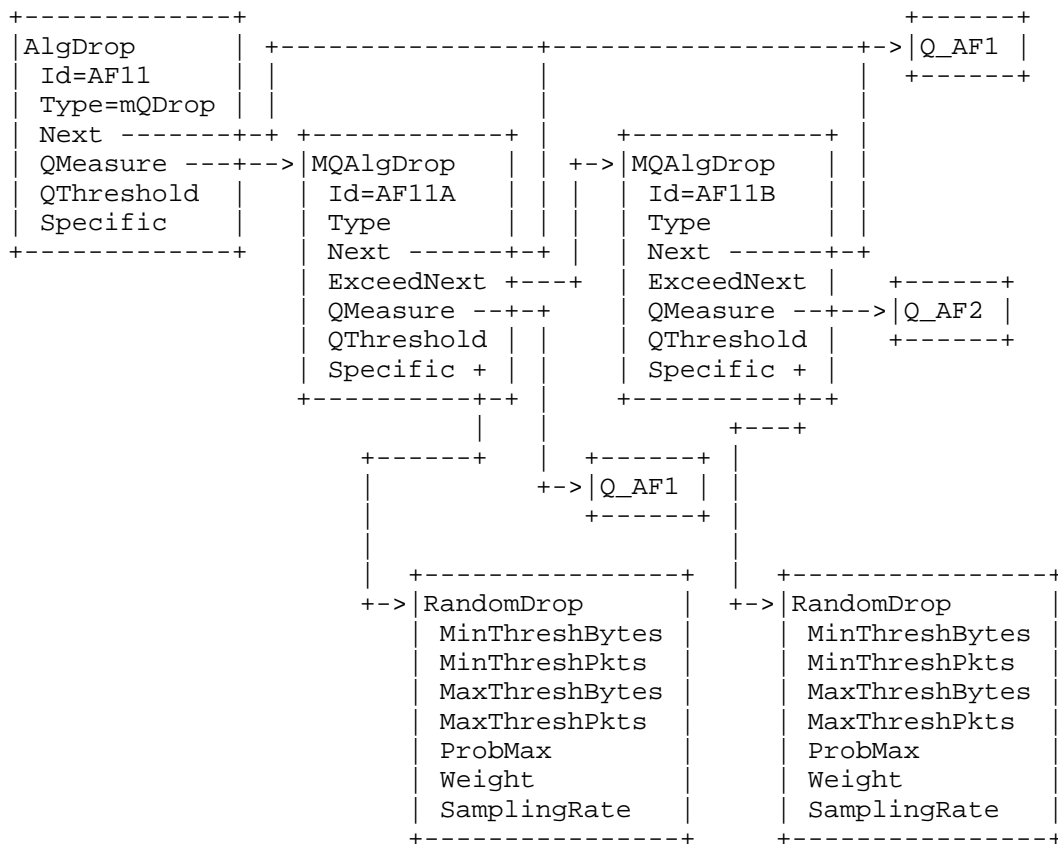 AlgDrop
Q_AF1
Id=AF11
Type=mQDrop
Next
QMeasure
MQAlgDrop
MQAlgDrop
QThreshold
Id=AF11A
Id=AF11B
Specific
Type
Type
Next
Next
ExceedNext
ExceedNext
QMeasure
QMeasure
Q_AF2
QThreshold
QThreshold
Specific
Specific
Q_AF1
RandomDrop
RandomDrop
MinThreshBytes
MinThreshBytes
MinThreshPkts
MinThreshPkts
MaxThreshBytes
MaxThreshBytes
MaxThreshPkts
MaxThreshPkts
ProbMax
ProbMax
Weight
Weight
SamplingRate
SamplingRate